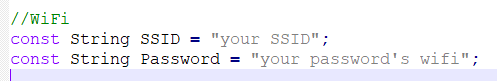 //WiFi
const String SSID = "your SSID";
const String Password = "your password's wifi";